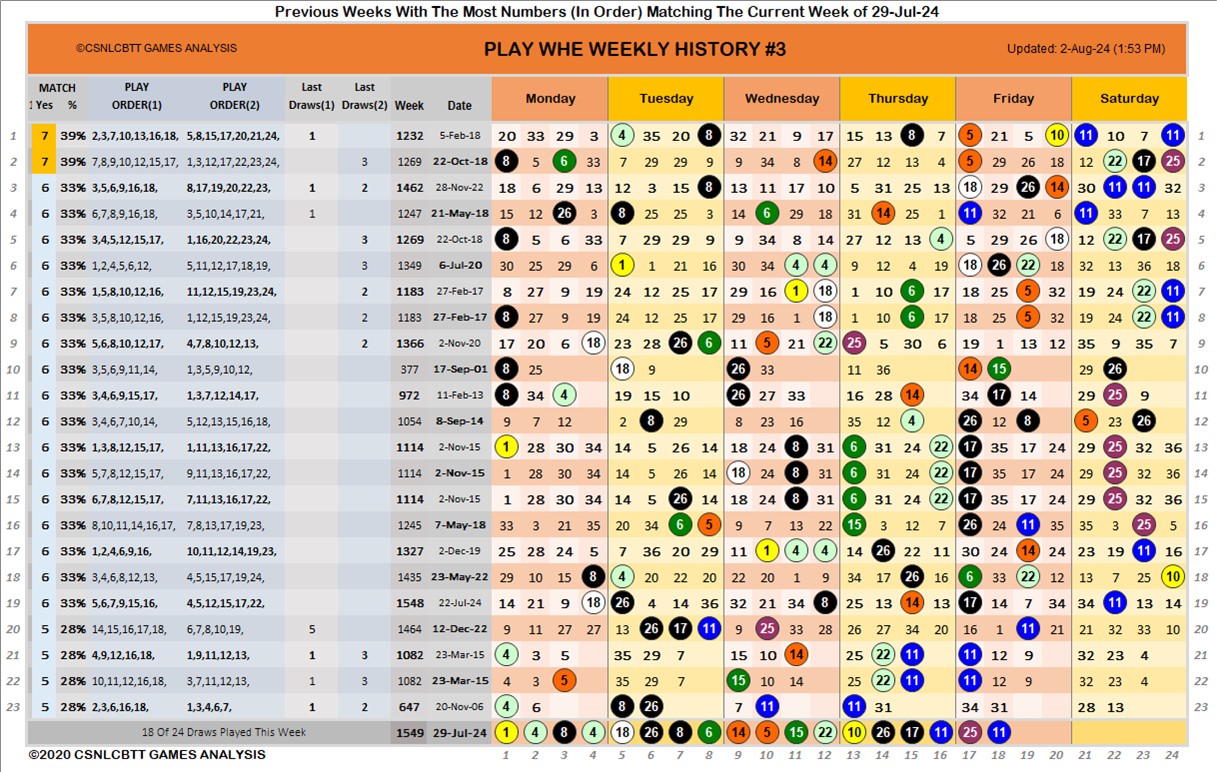 Previous Weeks With The Most Numbers (In Order) Matching The Current Week of 29-Jul-24
©CSNLCBTT GAMES ANALYSIS PLAY WHE WEEKLY HISTORY #3 Updated: 2-Aug-24 (1:53 PM)
MATCH PLAY PLAY Last Last
1 Yes % ORDER(1) ORDER(2) Draws(1) Draws(2) Week Date Monday Tuesday Wednesday Thursday Friday Saturday
1 7 39% 2,3,7,10,13,16,18, 5,8,15,17,20,21,24, 1 1232 5-Feb-18 20 33 29 3 4 35 20 8 32 21 9 17 15 13 8 7 5 21 5 10 11 10 7 11 1
2 7 39% 7,8,9,10,12,15,17, 1,3,12,17,22,23,24, 3 1269 22-Oct-18 8 5 6 33 7 29 29 9 9 34 8 14 27 12 13 4 5 29 26 18 12 22 17 25 2
3 6 33% 3,5,6,9,16,18, 8,17,19,20,22,23, 1 2 1462 28-Nov-22 18 6 29 13 12 3 15 8 13 11 17 10 5 31 25 13 18 29 26 14 30 11 11 32 3
4 6 33% 6,7,8,9,16,18, 3,5,10,14,17,21, 1 1247 21-May-18 15 12 26 3 8 25 25 3 14 6 29 18 31 14 25 1 11 32 21 6 11 33 7 13 4
5 6 33% 3,4,5,12,15,17, 1,16,20,22,23,24, 3 1269 22-Oct-18 8 5 6 33 7 29 29 9 9 34 8 14 27 12 13 4 5 29 26 18 12 22 17 25 5
6 6 33% 1,2,4,5,6,12, 5,11,12,17,18,19, 3 1349 6-Jul-20 30 25 29 6 1 1 21 16 30 34 4 4 9 12 4 19 18 26 22 18 32 13 36 18 6
7 6 33% 1,5,8,10,12,16, 11,12,15,19,23,24, 1183 27-Feb-17 8 27 9 19 24 12 25 17 29 16 1 18 1 10 6 17 18 25 5 32 19 24 22 11 7
8 6 33% 3,5,8,10,12,16, 1,12,15,19,23,24, 2 1183 27-Feb-17 8 27 9 19 24 12 25 17 29 16 1 18 1 10 6 17 18 25 5 32 19 24 22 11 8
9 6 33% 5,6,8,10,12,17, 4,7,8,10,12,13, 2 1366 2-Nov-20 17 20 6 18 23 28 26 6 11 5 21 22 25 5 30 6 19 1 13 12 35 9 35 7 9
10 6 33% 3,5,6,9,11,14, 1,3,5,9,10,12, 377 17-Sep-01 8 25 18 9 26 33 11 36 14 15 29 26 10
11 6 33% 3,4,6,9,15,17, 1,3,7,12,14,17, 972 11-Feb-13 8 34 4 19 15 10 26 27 33 16 28 14 34 17 14 29 25 9 11
12 6 33% 3,4,6,7,10,14, 5,12,13,15,16,18, 1054 8-Sep-14 9 7 12 2 8 29 8 23 16 35 12 4 26 12 8 5 23 26 12
13 6 33% 1,3,8,12,15,17, 1,11,13,16,17,22, 1114 2-Nov-15 1 28 30 34 14 5 26 14 18 24 8 31 6 31 24 22 17 35 17 24 29 25 32 36 13
14 6 33% 5,7,8,12,15,17, 9,11,13,16,17,22, 1114 2-Nov-15 1 28 30 34 14 5 26 14 18 24 8 31 6 31 24 22 17 35 17 24 29 25 32 36 14
15 6 33% 6,7,8,12,15,17, 7,11,13,16,17,22, 1114 2-Nov-15 1 28 30 34 14 5 26 14 18 24 8 31 6 31 24 22 17 35 17 24 29 25 32 36 15
16 6 33% 8,10,11,14,16,17, 7,8,13,17,19,23, 1245 7-May-18 33 3 21 35 20 34 6 5 9 7 13 22 15 3 12 7 26 24 11 35 35 3 25 5 16
17 6 33% 1,2,4,6,9,16, 10,11,12,14,19,23, 1327 2-Dec-19 25 28 24 5 7 36 20 29 11 1 4 4 14 26 22 11 30 24 14 24 23 19 11 16 17
18 6 33% 3,4,6,8,12,13, 4,5,15,17,19,24, 1435 23-May-22 29 10 15 8 4 20 22 20 22 20 1 9 34 17 26 16 6 33 22 12 13 7 25 10 18
19 6 33% 5,6,7,9,15,16, 4,5,12,15,17,22, 1548 22-Jul-24 14 21 9 18 26 4 14 36 32 21 34 8 25 13 14 13 17 14 7 34 34 11 13 14 19
20 5 28% 14,15,16,17,18, 6,7,8,10,19, 5 1464 12-Dec-22 9 11 27 27 13 26 17 11 9 25 33 28 26 27 34 20 16 1 11 21 21 32 33 10 20
21 5 28% 4,9,12,16,18, 1,9,11,12,13, 1 3 1082 23-Mar-15 4 3 5 35 29 7 15 10 14 25 22 11 11 12 9 32 23 4 21
22 5 28% 10,11,12,16,18, 3,7,11,12,13, 1 3 1082 23-Mar-15 4 3 5 35 29 7 15 10 14 25 22 11 11 12 9 32 23 4 22
23 5 28% 2,3,6,16,18, 1,3,4,6,7, 1 2 647 20-Nov-06 4 6 8 26 7 11 11 31 34 31 28 13 23
18 Of 24 Draws Played This Week 1549 29-Jul-24 1 4 8 4 18 26 8 6 14 5 15 22 10 26 17 11 25 11
©2020 CSNLCBTT GAMES ANALYSIS 1 2 3 4 5 6 7 8 9 10 11 12 13 14 15 16 17 18 19 20 21 22 23 24